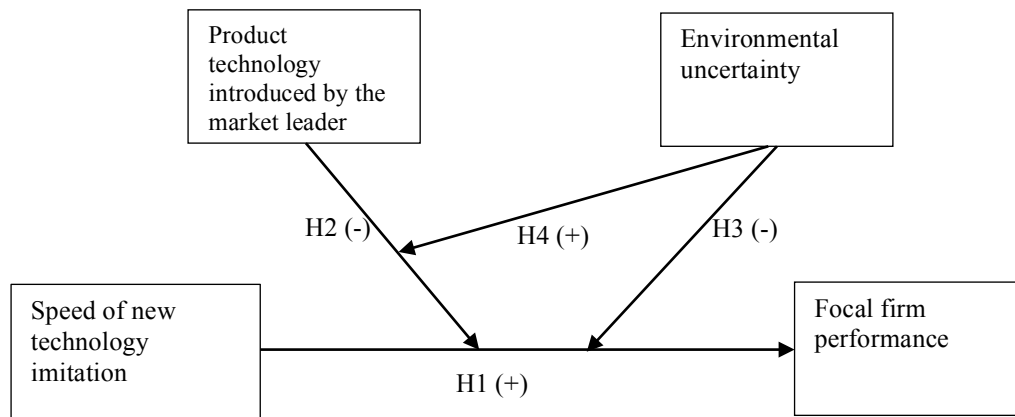 Product
technology
introduced by the
market leader
Environmental
uncertainty
H2 (-)
H4 (+)
H3 (-)
Speed of new
technology
imitation
Focal firm
performance
H1 (+)